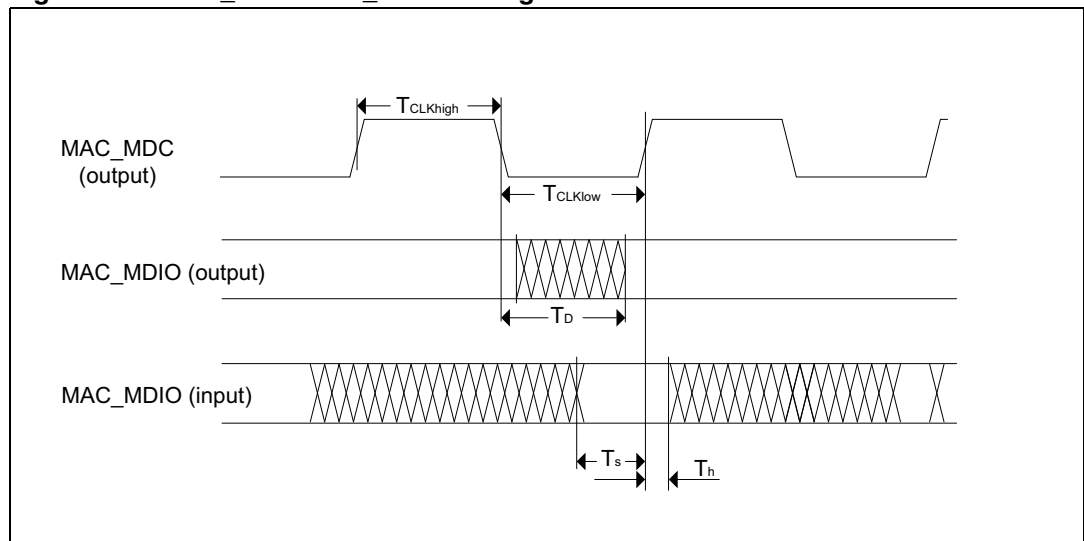 TCLKhigh
MAC_MDC
(output)
TCLKlow
MAC_MDIO (output)
TD
MAC_MDIO (input)
Ts
Th